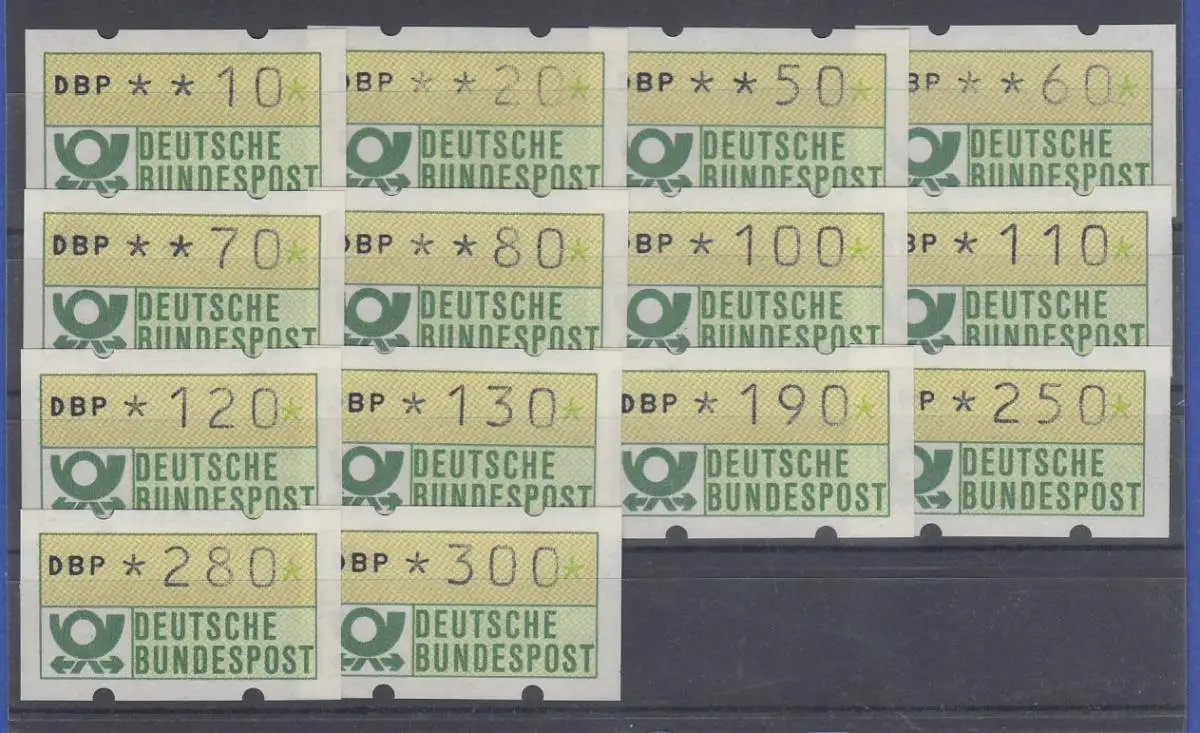 DBP **10*
DEUTSCHE
BUNDESPOST
DBP **20*
DEUTSCHE
BUNDESPOST
DBP **50*
DEUTSCHE
BUNDESPOST
BP **60*
DEUTSCHE
BUNDESPOST
DBP **70*
DEUTSCHE
BUNDESPOST
DBP **80*
DEUTSCHE
BUNDESPOST
DBP *100*
DEUTSCHE
BUNDESPOST
BP *110*
DEUTSCHE
BUNDESPOST
DBP *120*
DEUTSCHE
BUNDESPOST
BP *130*
DEUTSCHE
BUNDESPOST
DBP *190*
DEUTSCHE
BUNDESPOST
P *250*
DEUTSCHE
BUNDESPOST
DBP *280*
DEUTSCHE
BUNDESPOST
BP *300*
DEUTSCHE
BUNDESPOST